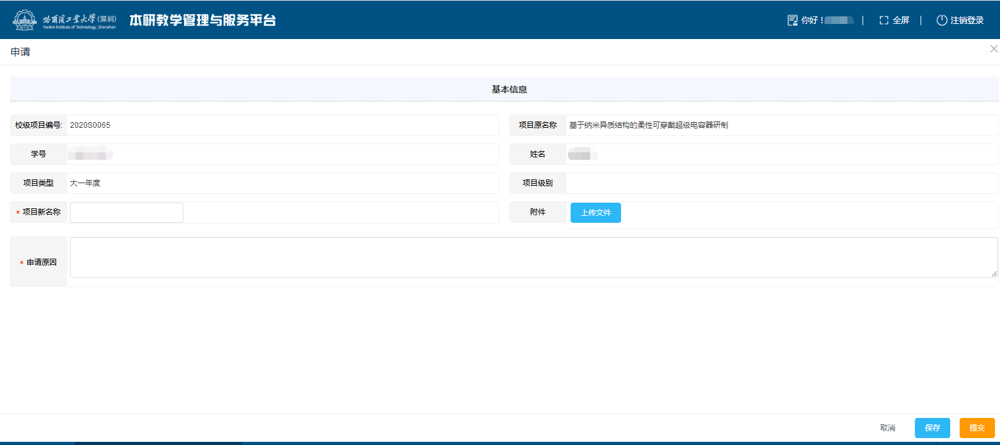 哈爾濱工業大学(深圳)
Harbin Institute of Technology, Shenzhen
本研教学管理与服务平台
你好！
全屏
注销登录
申请
基本信息
校级项目编号: 2020S0065
项目原名称 基于纳米异质结构的柔性可穿戴超级电容器研制
学号
姓名
项目类型 大一年度
项目级别
* 项目新名称
附件 上传文件
* 申请原因
取消 保存 提交